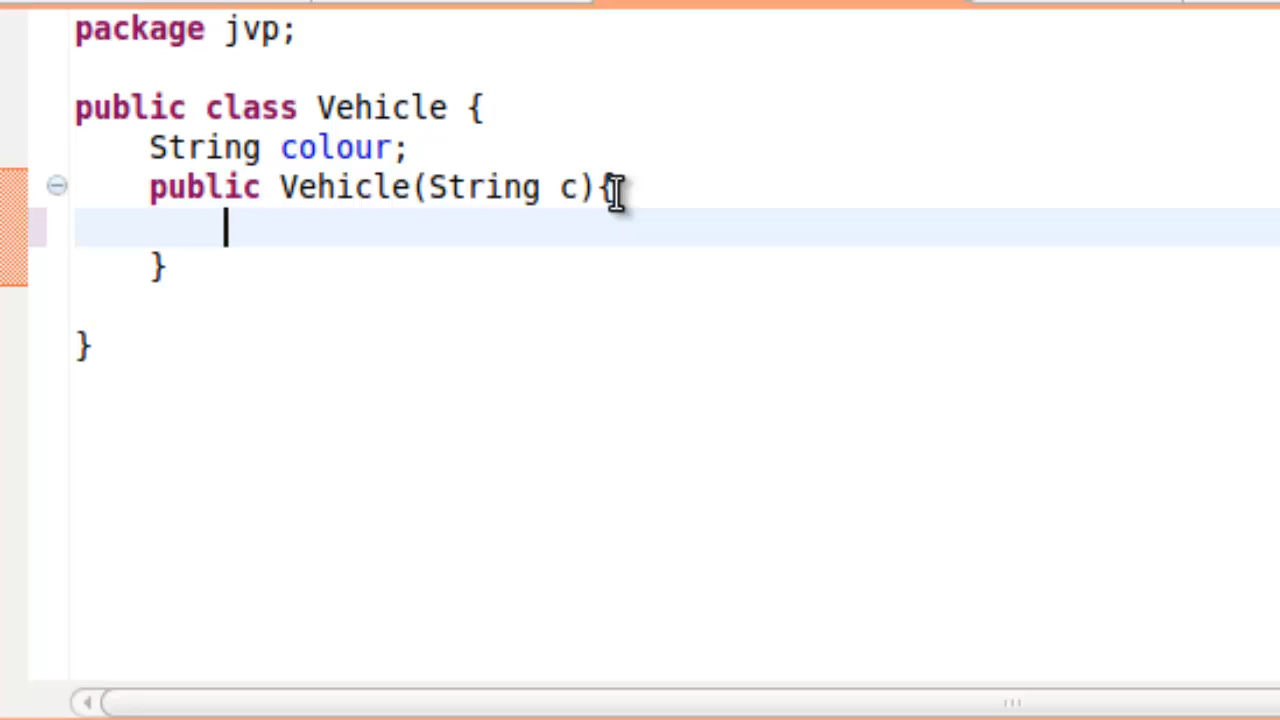 package jvp;
public class Vehicle {
String colour;
public Vehicle(String c){
}
}